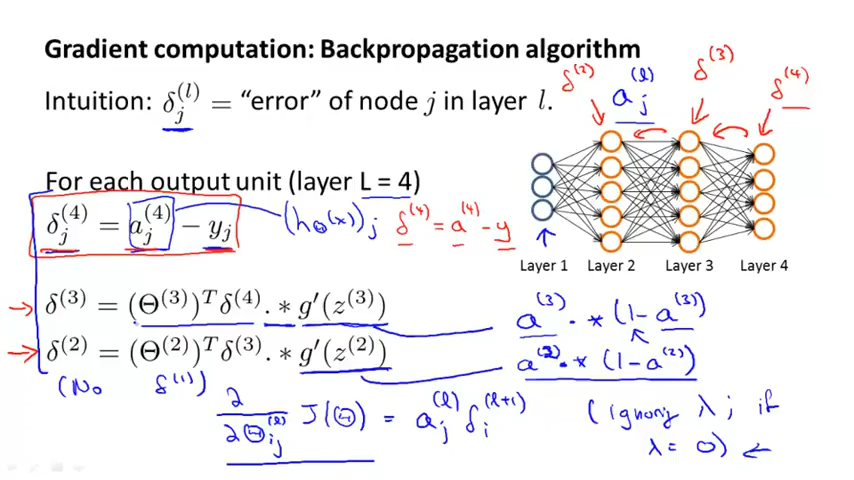 Gradient computation: Backpropagation algorithm
Intuition: δ_j^(l) = “error” of node j in layer l.
δ^(2) a_j^(l) δ^(3) δ^(4)
For each output unit (layer L = 4)
δ_j^(4) = a_j^(4) − y_j (h_Θ(x))_j δ^(4) = a^(4) - y
Layer 1 Layer 2 Layer 3 Layer 4
δ^(3) = (Θ^(3))^T δ^(4) .∗ g′(z^(3)) a^(3) .* (1-a^(3))
δ^(2) = (Θ^(2))^T δ^(3) .∗ g′(z^(2)) a^(2) .* (1-a^(2))
(No δ^(1))
∂/∂Θ_ij^(l) J(Θ) = a_j^(l) δ_i^(l+1) (ignoring λ; if
λ = 0)